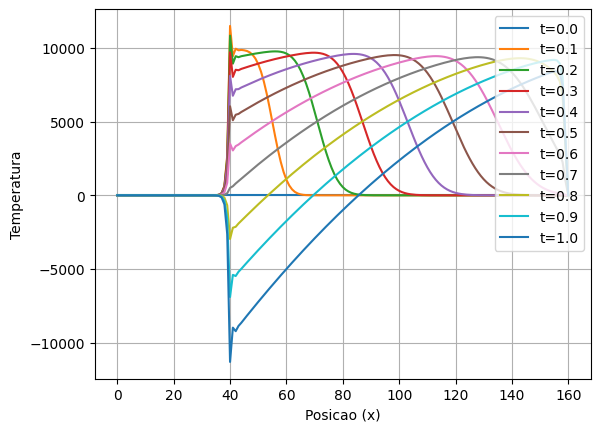 10000
5000
0
−5000
−10000
Temperatura
0 20 40 60 80 100 120 140 160
Posicao (x)
t=0.0
t=0.1
t=0.2
t=0.3
t=0.4
t=0.5
t=0.6
t=0.7
t=0.8
t=0.9
t=1.0